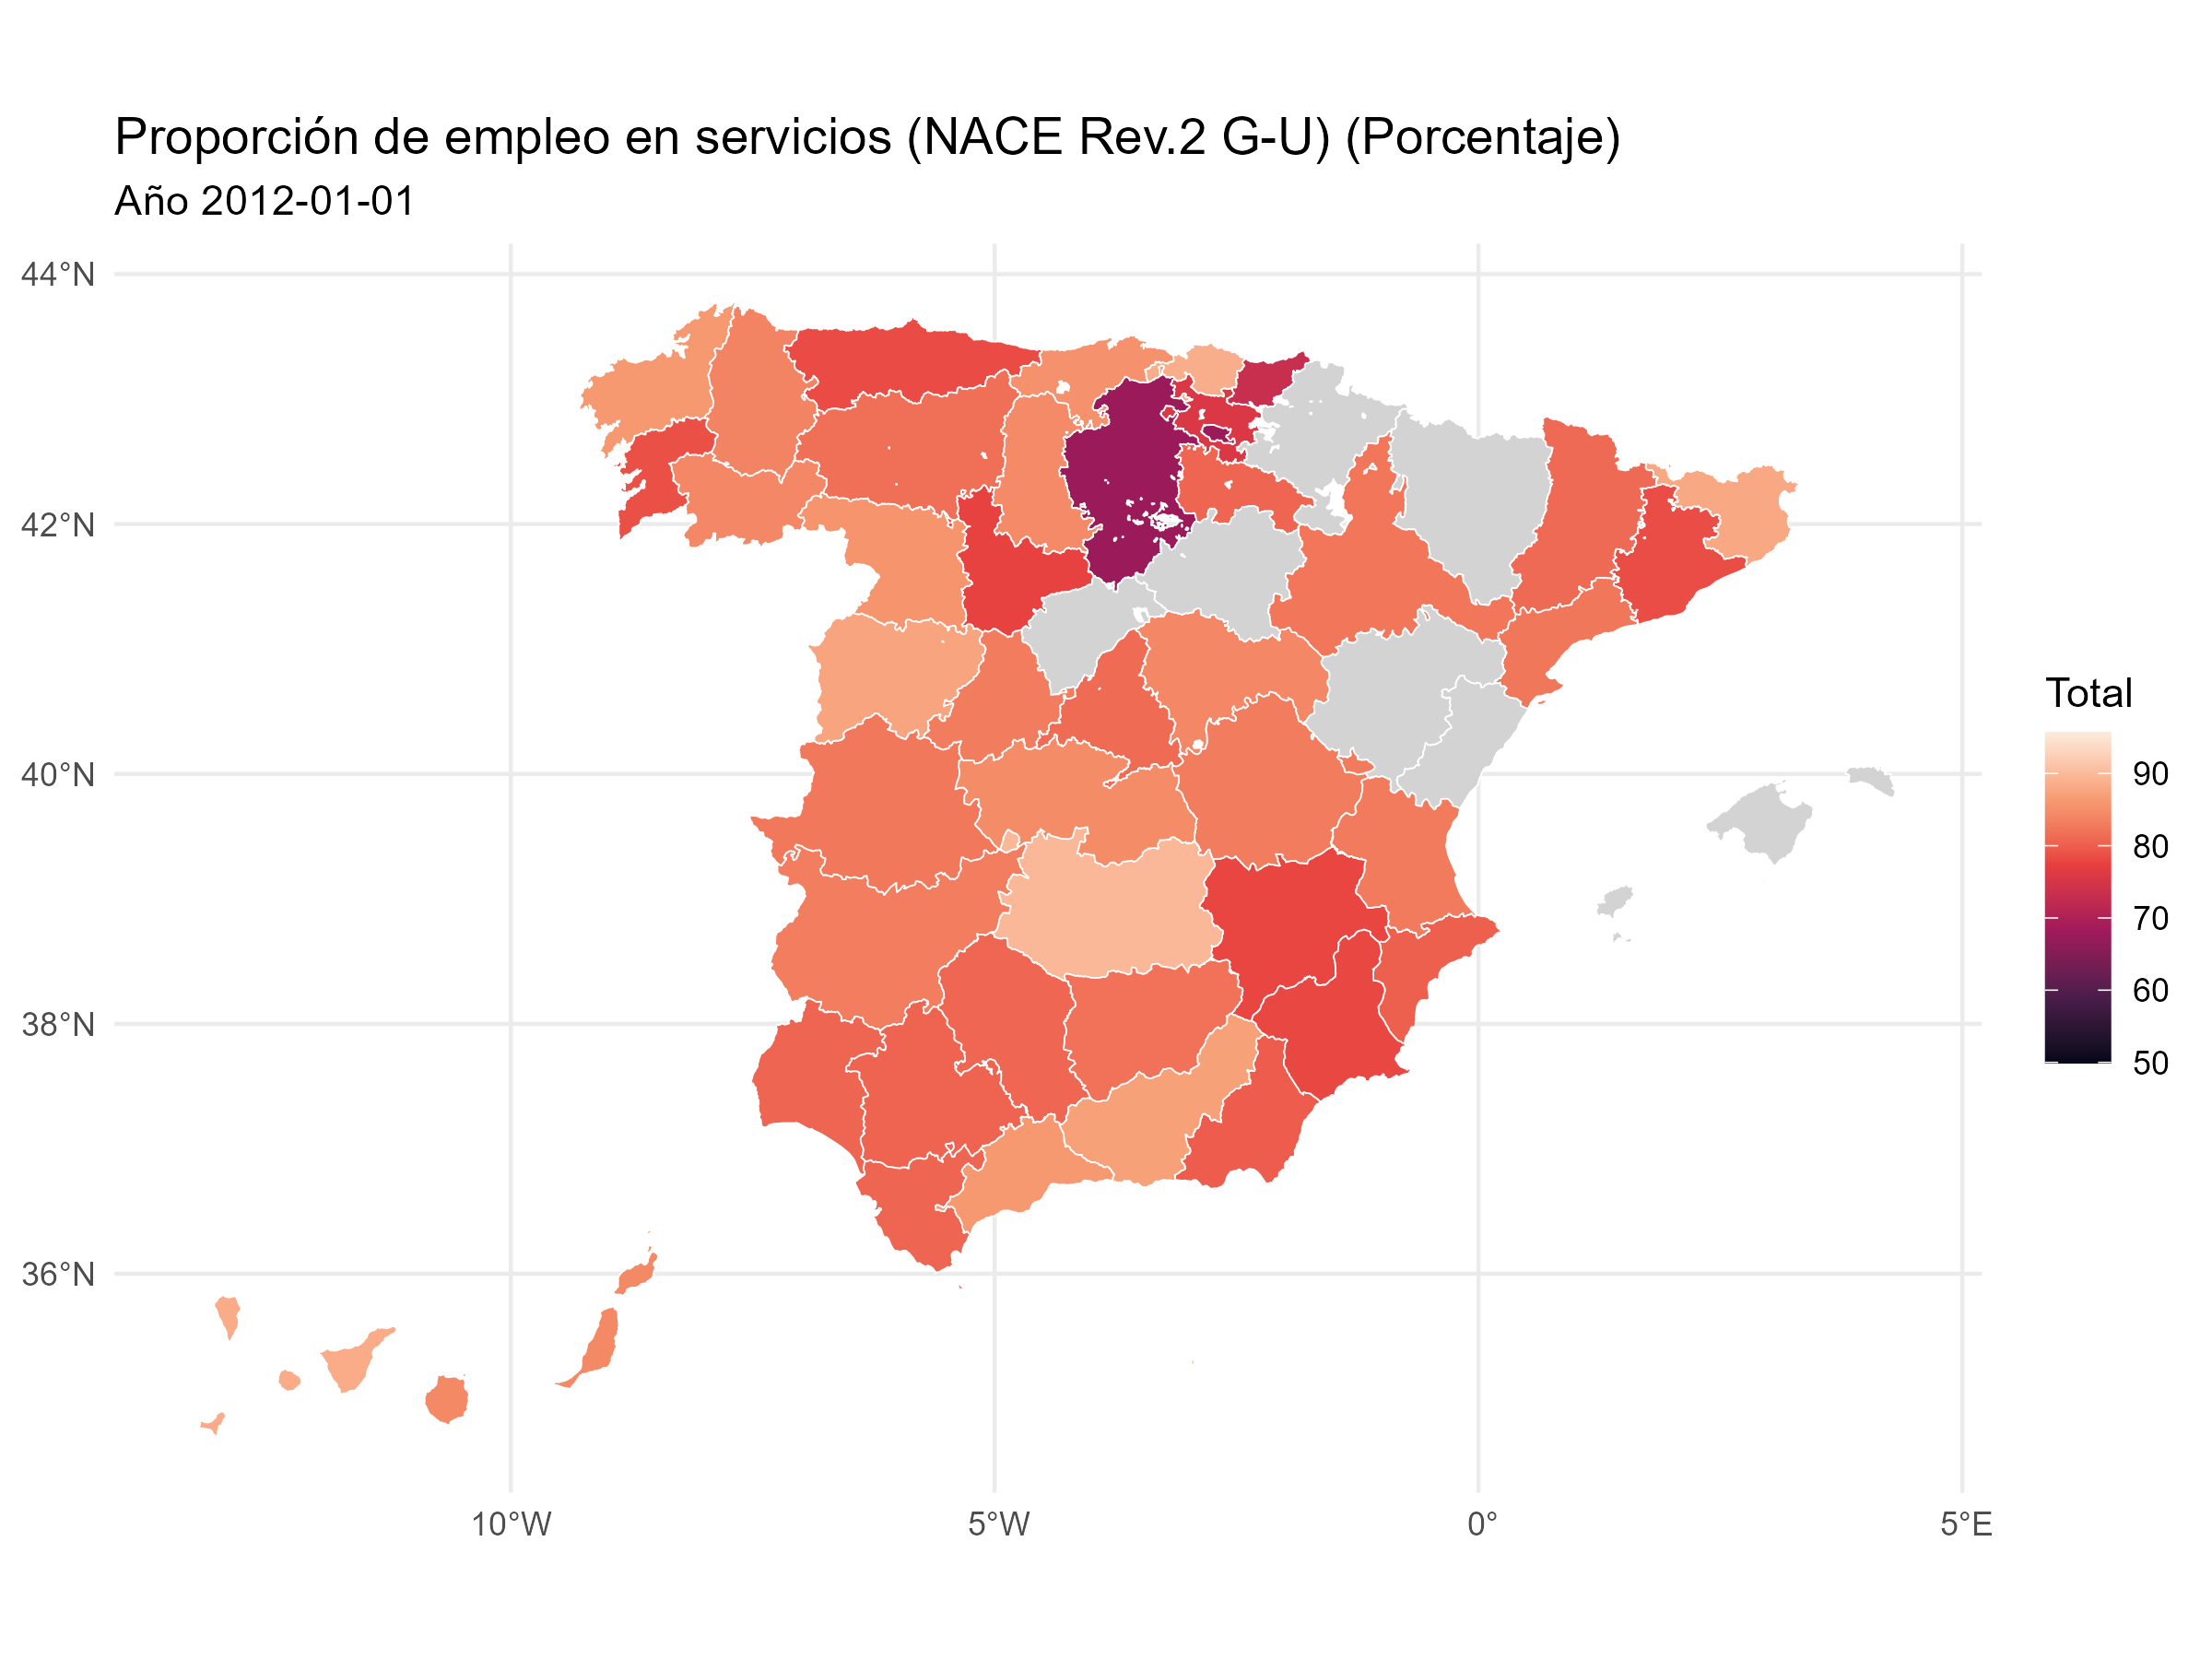 Proporción de empleo en servicios (NACE Rev.2 G-U) (Porcentaje)
Año 2012-01-01
44°N
42°N
40°N
38°N
36°N
10°W
5°W
0°
5°E
Total
90
80
70
60
50